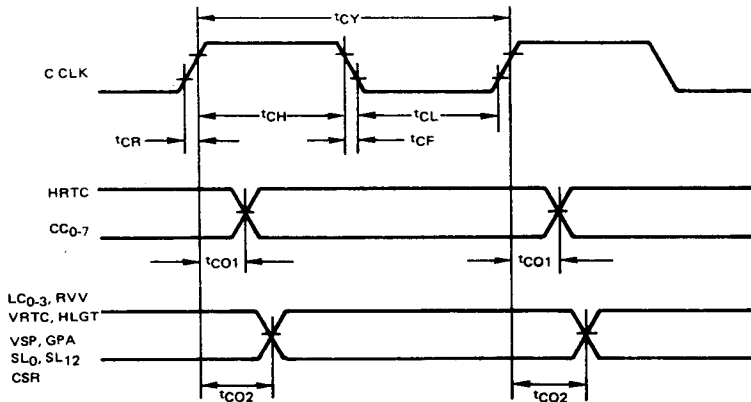 tCY
C CLK
tCH
tCL
tCR
tCF
HRTC
CC0-7
tCO1
tCO1
LC0-3, RVV
VRTC, HLGT
VSP, GPA
SL0, SL12
CSR
tCO2
tCO2